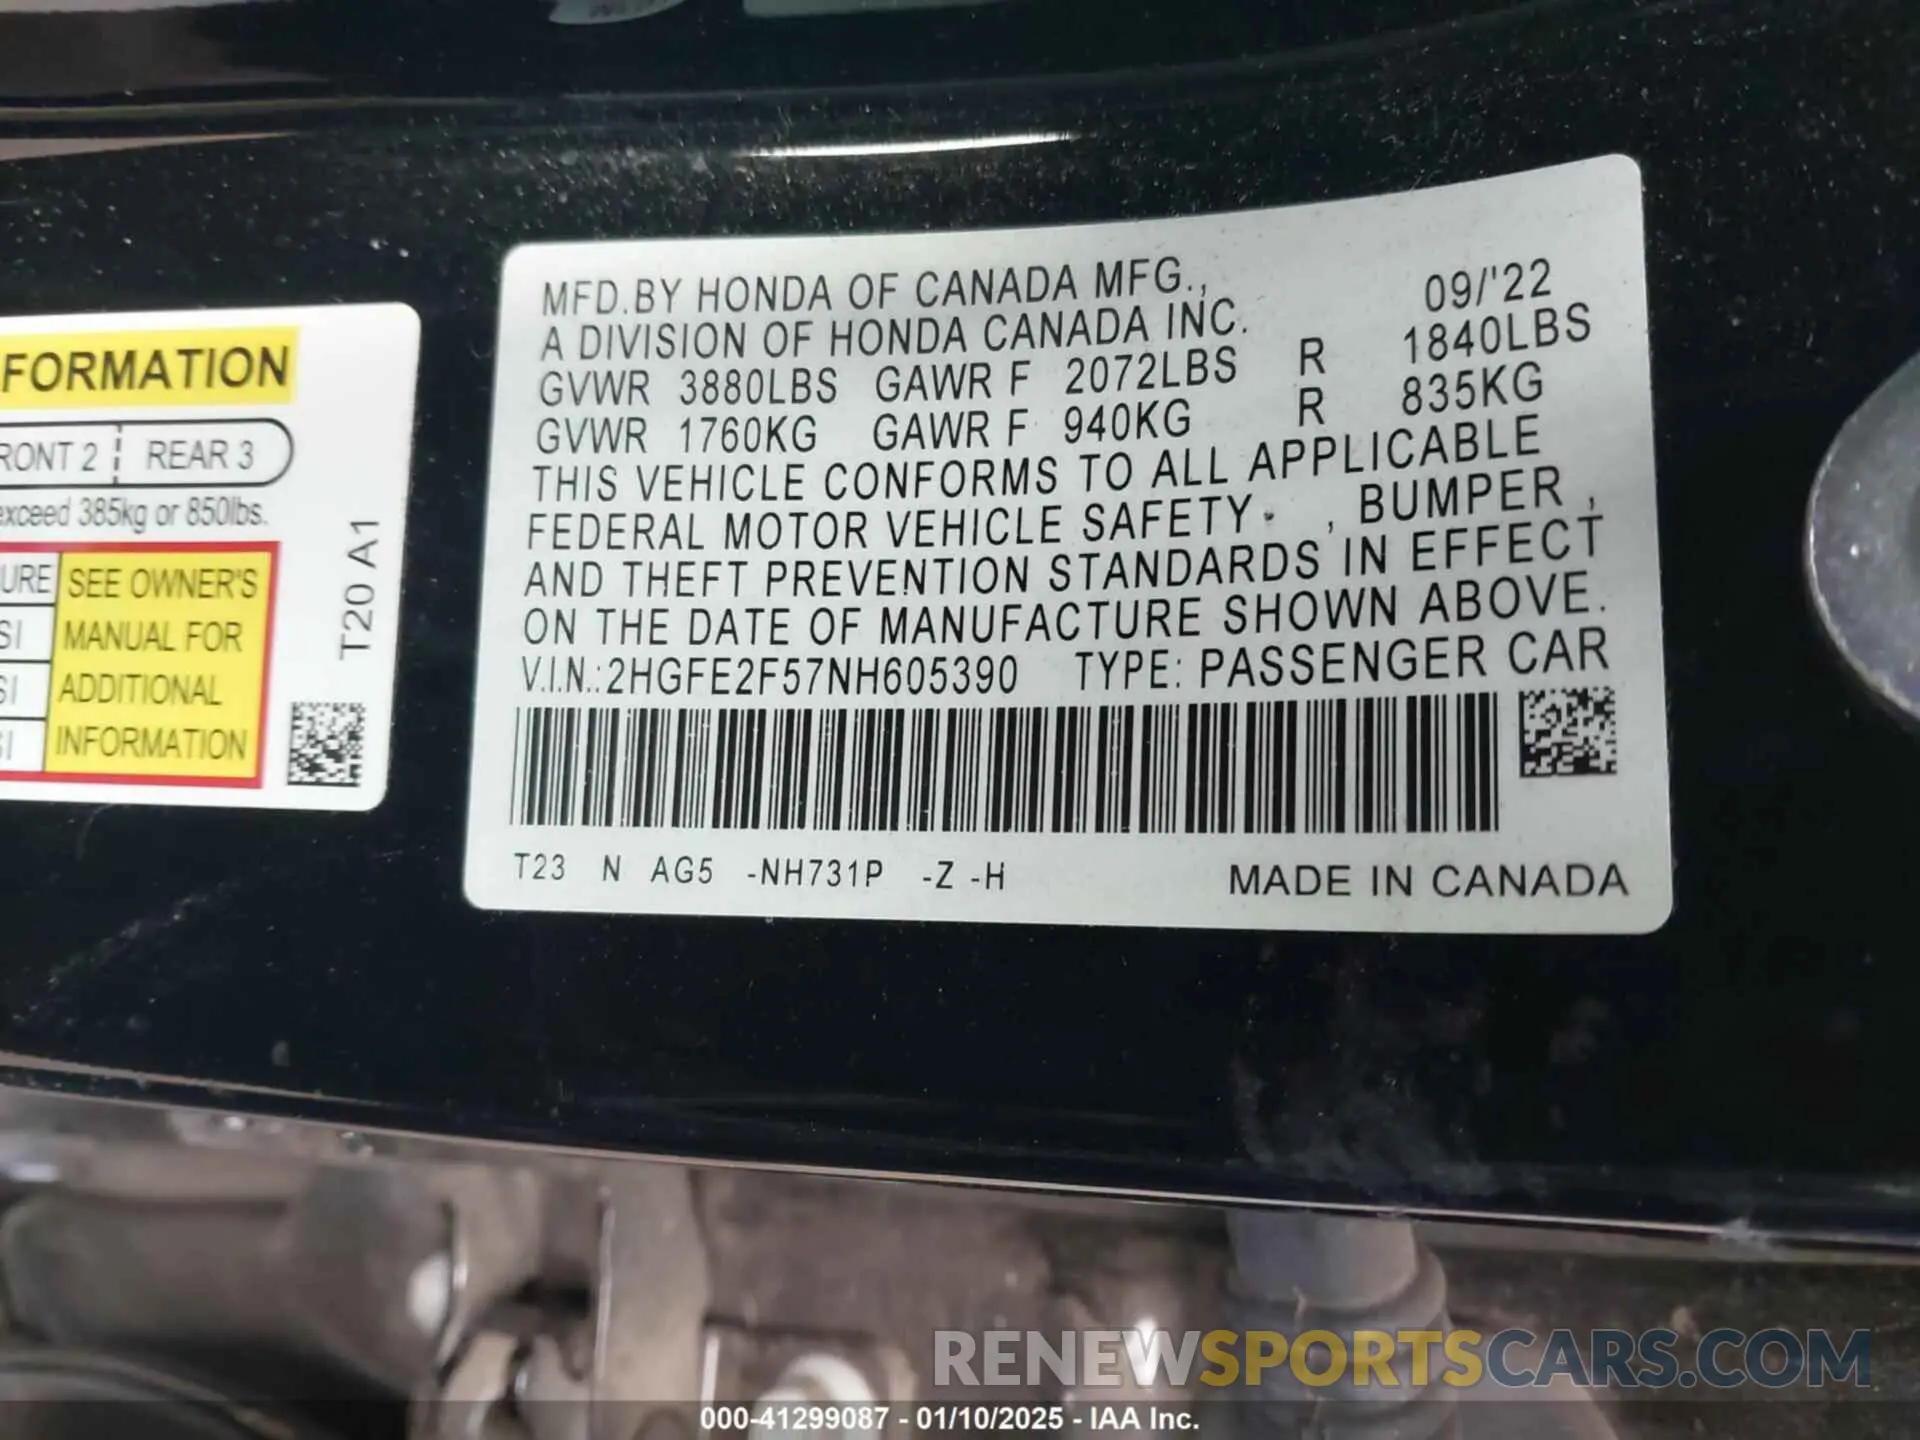 FORMATION
RONT 2 REAR 3
exceed 385kg or 850lbs.
URE
SI
SI
SI
SEE OWNER'S
MANUAL FOR
ADDITIONAL
INFORMATION
T20 A1
MFD.BY HONDA OF CANADA MFG., 09/'22
A DIVISION OF HONDA CANADA INC.
GVWR 3880LBS GAWR F 2072LBS R 1840LBS
GVWR 1760KG GAWR F 940KG R 835KG
THIS VEHICLE CONFORMS TO ALL APPLICABLE
FEDERAL MOTOR VEHICLE SAFETY , BUMPER ,
AND THEFT PREVENTION STANDARDS IN EFFECT
ON THE DATE OF MANUFACTURE SHOWN ABOVE.
V.I.N.:2HGFE2F57NH605390 TYPE: PASSENGER CAR
T23 N AG5 -NH731P -Z -H MADE IN CANADA
RENEWSPORTSCARS.COM
000-41299087 - 01/10/2025 - IAA Inc.